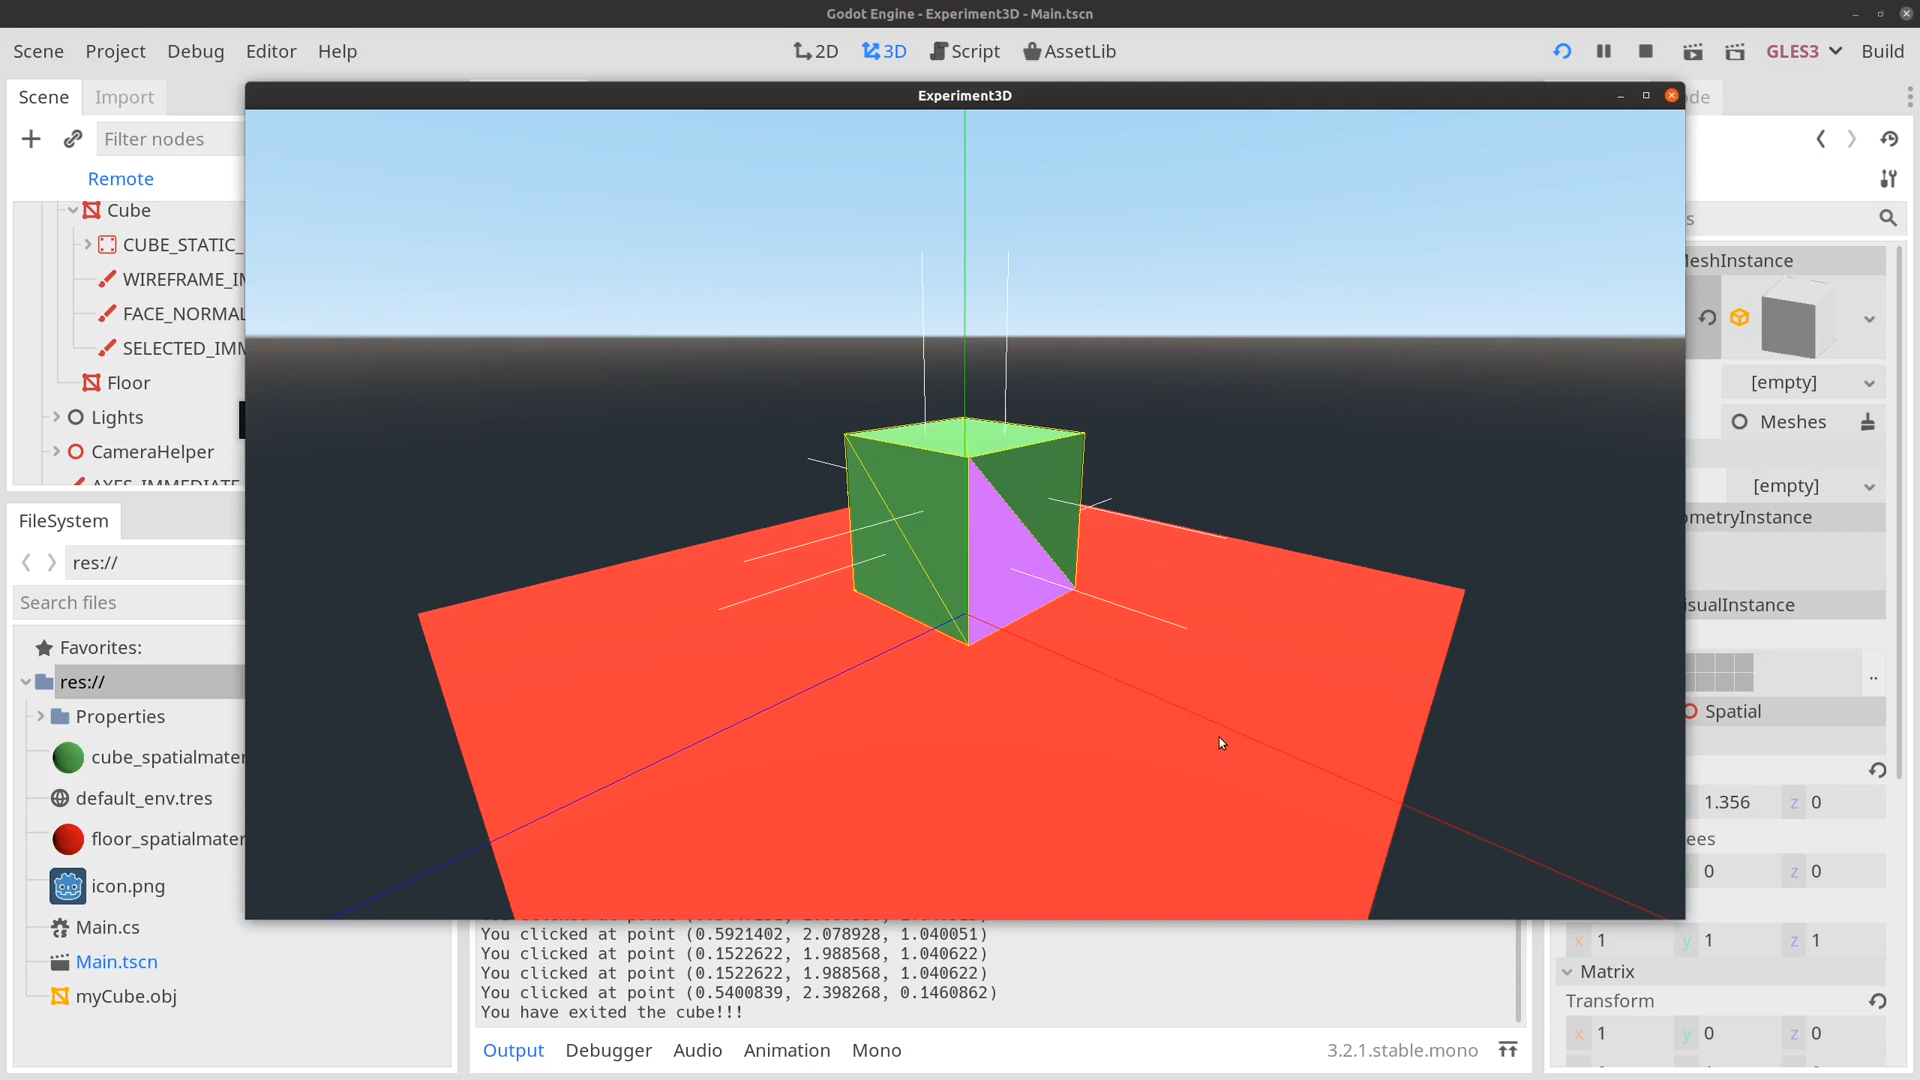 Godot Engine - Experiment3D - Main.tscn
Scene Project Debug Editor Help
2D 3D Script AssetLib
GLES3 Build
Scene Import
Experiment3D
Filter nodes
Remote
Cube
CUBE_STATIC_
WIREFRAME_IM
FACE_NORMAL
SELECTED_IMM
Floor
Lights
CameraHelper
AXES_IMMEDIATE
FileSystem
res://
Search files
Favorites:
res://
Properties
cube_spatialmater
default_env.tres
floor_spatialmater
icon.png
Main.cs
Main.tscn
myCube.obj
You clicked at point (0.5921402, 2.078928, 1.040051)
You clicked at point (0.1522622, 1.988568, 1.040622)
You clicked at point (0.1522622, 1.988568, 1.040622)
You clicked at point (0.5400839, 2.398268, 0.1460862)
You have exited the cube!!!
Output Debugger Audio Animation Mono
3.2.1.stable.mono
de
s
MeshInstance
[empty]
Meshes
[empty]
ometryInstance
isualInstance
..
Spatial
1.356 z 0
ees
0 z 0
x 1 y 1 z 1
Matrix
Transform
x 1 y 0 z 0